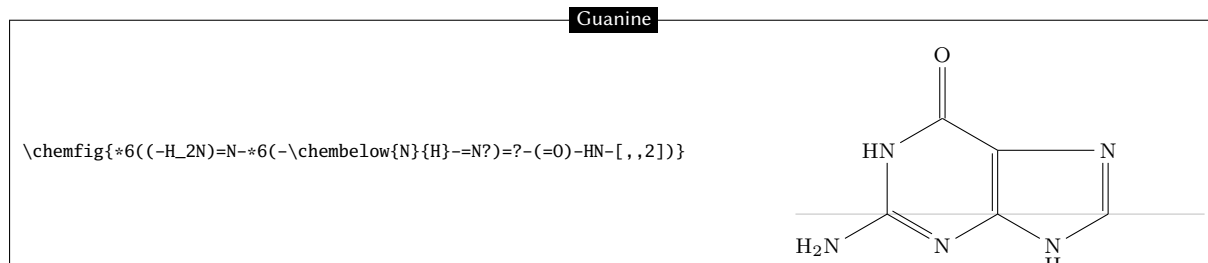 Guanine
\chemfig{*6((-H_2N)=N-*6(-\chembelow{N}{H}-=N?)=?-(=O)-HN-[,,2])}
O
HN
N
H₂N
N
N
H